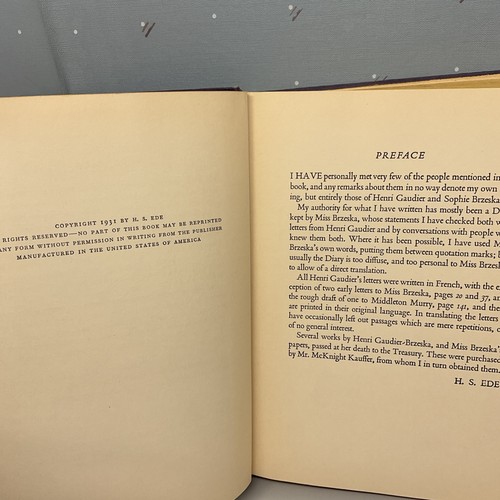 COPYRIGHT 1931 BY H. S. EDE
RIGHTS RESERVED—NO PART OF THIS BOOK MAY BE REPRINTED
ANY FORM WITHOUT PERMISSION IN WRITING FROM THE PUBLISHER
MANUFACTURED IN THE UNITED STATES OF AMERICA
PREFACE
I HAVE personally met very few of the people mentioned in
book, and any remarks about them in no way denote my own
ing, but entirely those of Henri Gaudier and Sophie Brzeska
My authority for what I have written has mostly been a D
kept by Miss Brzeska, whose statements I have checked both w
letters from Henri Gaudier and by conversations with people w
knew them both. Where it has been possible, I have used M
Brzeska's own words, putting them between quotation marks; b
usually the Diary is too diffuse, and too personal to Miss Brzesk
to allow of a direct translation.
All Henri Gaudier's letters were written in French, with the e
ception of two early letters to Miss Brzeska, pages 20 and 37, an
the rough draft of one to Middleton Murry, page 141, and the
are printed in their original language. In translating the letters
have occasionally left out passages which are mere repetitions, o
of no general interest.
Several works by Henri Gaudier-Brzeska, and Miss Brzeska'
papers, passed at her death to the Treasury. These were purchased
by Mr. McKnight Kauffer, from whom I in turn obtained them.
H. S. EDE